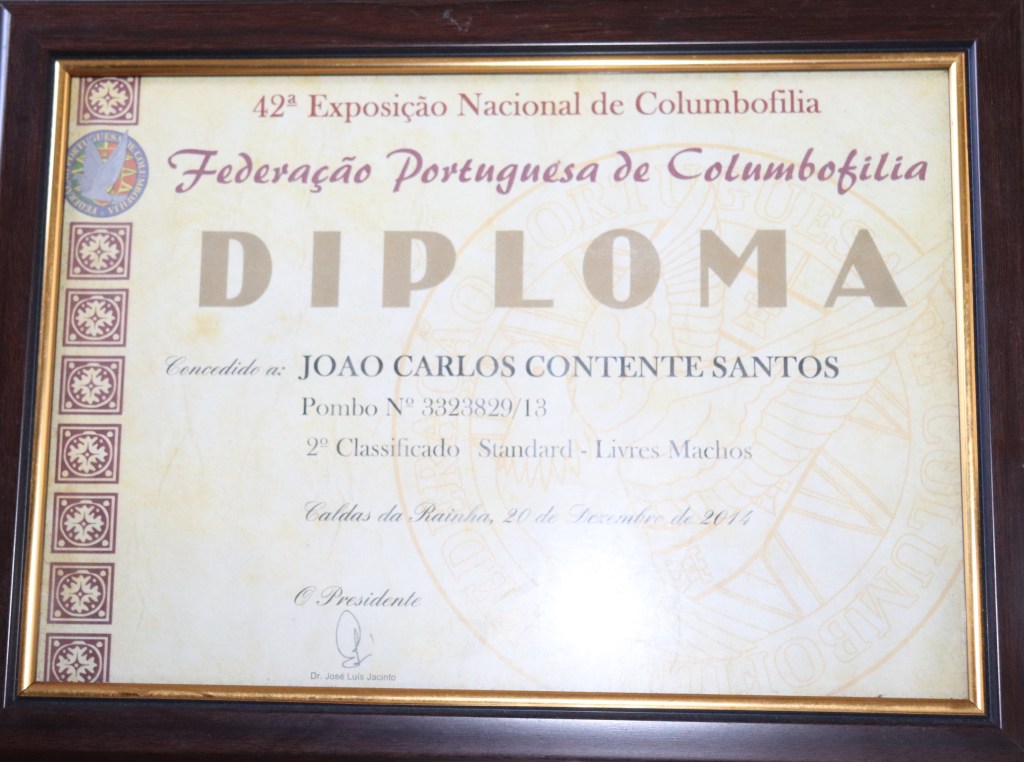 42ª Exposição Nacional de Columbofilia
Federação Portuguesa de Columbofilia
DIPLOMA
Concedido a: JOAO CARLOS CONTENTE SANTOS
Pombo Nº 3323829/13
2º Classificado Standard - Livres Machos
Caldas da Rainha, 20 de Dezembro de 2014
O Presidente
Dr. José Luís Jacinto